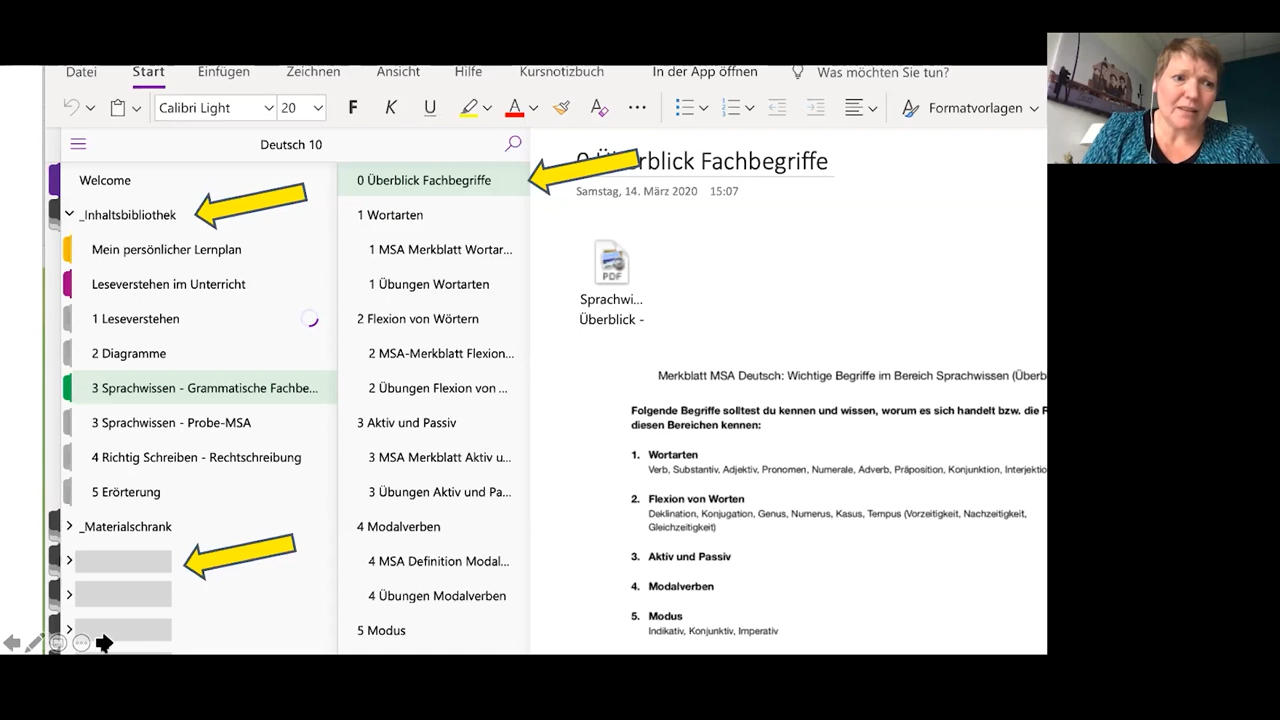 Datei Start Einfügen Zeichnen Ansicht Hilfe Kursnotizbuch In der App öffnen Was möchten Sie tun?
Calibri Light 20 F K U A A Formatvorlagen
Deutsch 10
Welcome
_Inhaltsbibliothek
Mein persönlicher Lernplan
Leseverstehen im Unterricht
1 Leseverstehen
2 Diagramme
3 Sprachwissen - Grammatische Fachbe...
3 Sprachwissen - Probe-MSA
4 Richtig Schreiben - Rechtschreibung
5 Erörterung
_Materialschrank
0 Überblick Fachbegriffe
1 Wortarten
1 MSA Merkblatt Wortar...
1 Übungen Wortarten
2 Flexion von Wörtern
2 MSA-Merkblatt Flexion...
2 Übungen Flexion von ...
3 Aktiv und Passiv
3 MSA Merkblatt Aktiv u...
3 Übungen Aktiv und Pa...
4 Modalverben
4 MSA Definition Modal...
4 Übungen Modalverben
5 Modus
0 Überblick Fachbegriffe
Samstag, 14. März 2020 15:07
PDF
Sprachwi...
Überblick -
Merkblatt MSA Deutsch: Wichtige Begriffe im Bereich Sprachwissen (Überb
Folgende Begriffe solltest du kennen und wissen, worum es sich handelt bzw. die R
diesen Bereichen kennen:
1. Wortarten
Verb, Substantiv, Adjektiv, Pronomen, Numerale, Adverb, Präposition, Konjunktion, Interjektio
2. Flexion von Worten
Deklination, Konjugation, Genus, Numerus, Kasus, Tempus (Vorzeitigkeit, Nachzeitigkeit,
Gleichzeitigkeit)
3. Aktiv und Passiv
4. Modalverben
5. Modus
Indikativ, Konjunktiv, Imperativ